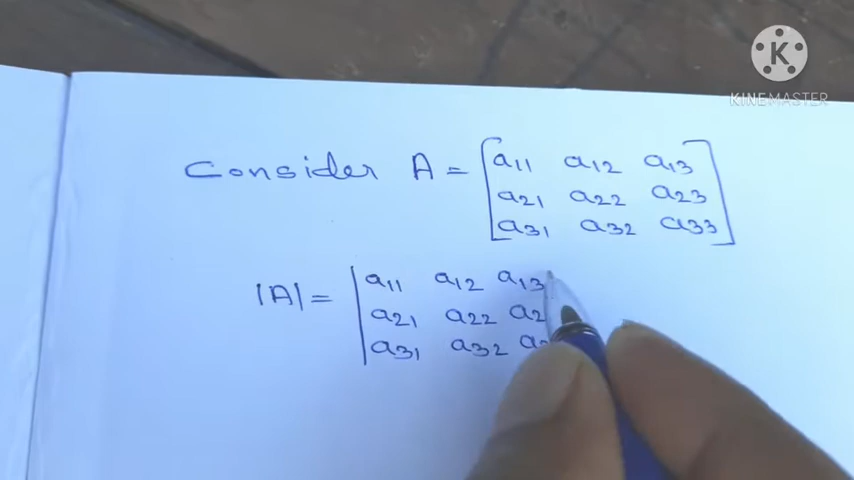 Consider A = [a11 a12 a13
a21 a22 a23
a31 a32 a33]
|A| = |a11 a12 a13
a21 a22
a31 a32
K
KINEMASTER